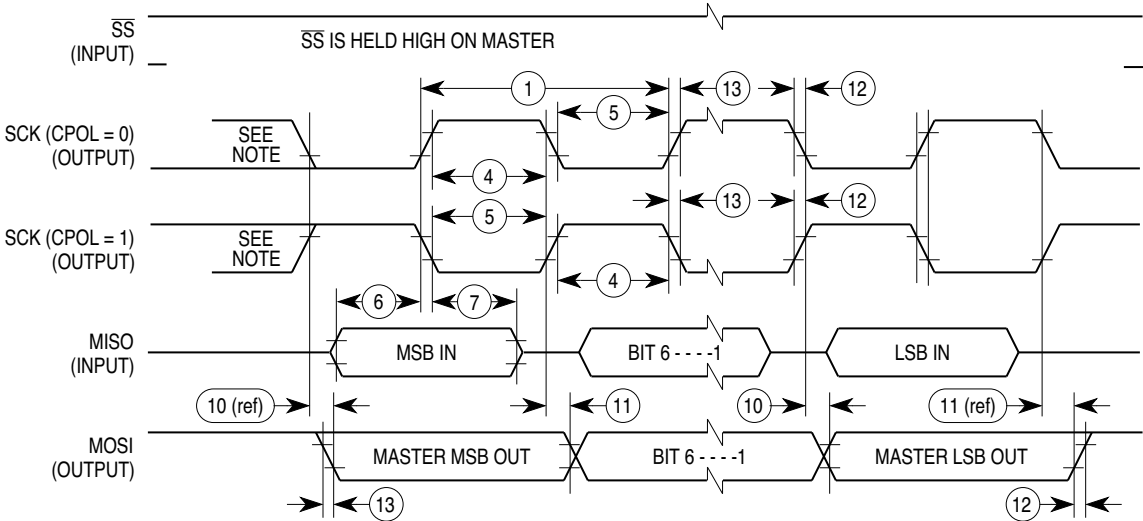 SS
(INPUT)
SS IS HELD HIGH ON MASTER
1
13
12
5
SCK (CPOL = 0)
(OUTPUT)
SEE
NOTE
4
13
12
5
SCK (CPOL = 1)
(OUTPUT)
SEE
NOTE
4
6
7
MISO
(INPUT)
MSB IN
BIT 6 - - - -1
LSB IN
10 (ref)
11
10
11 (ref)
MOSI
(OUTPUT)
MASTER MSB OUT
BIT 6 - - - -1
MASTER LSB OUT
13
12